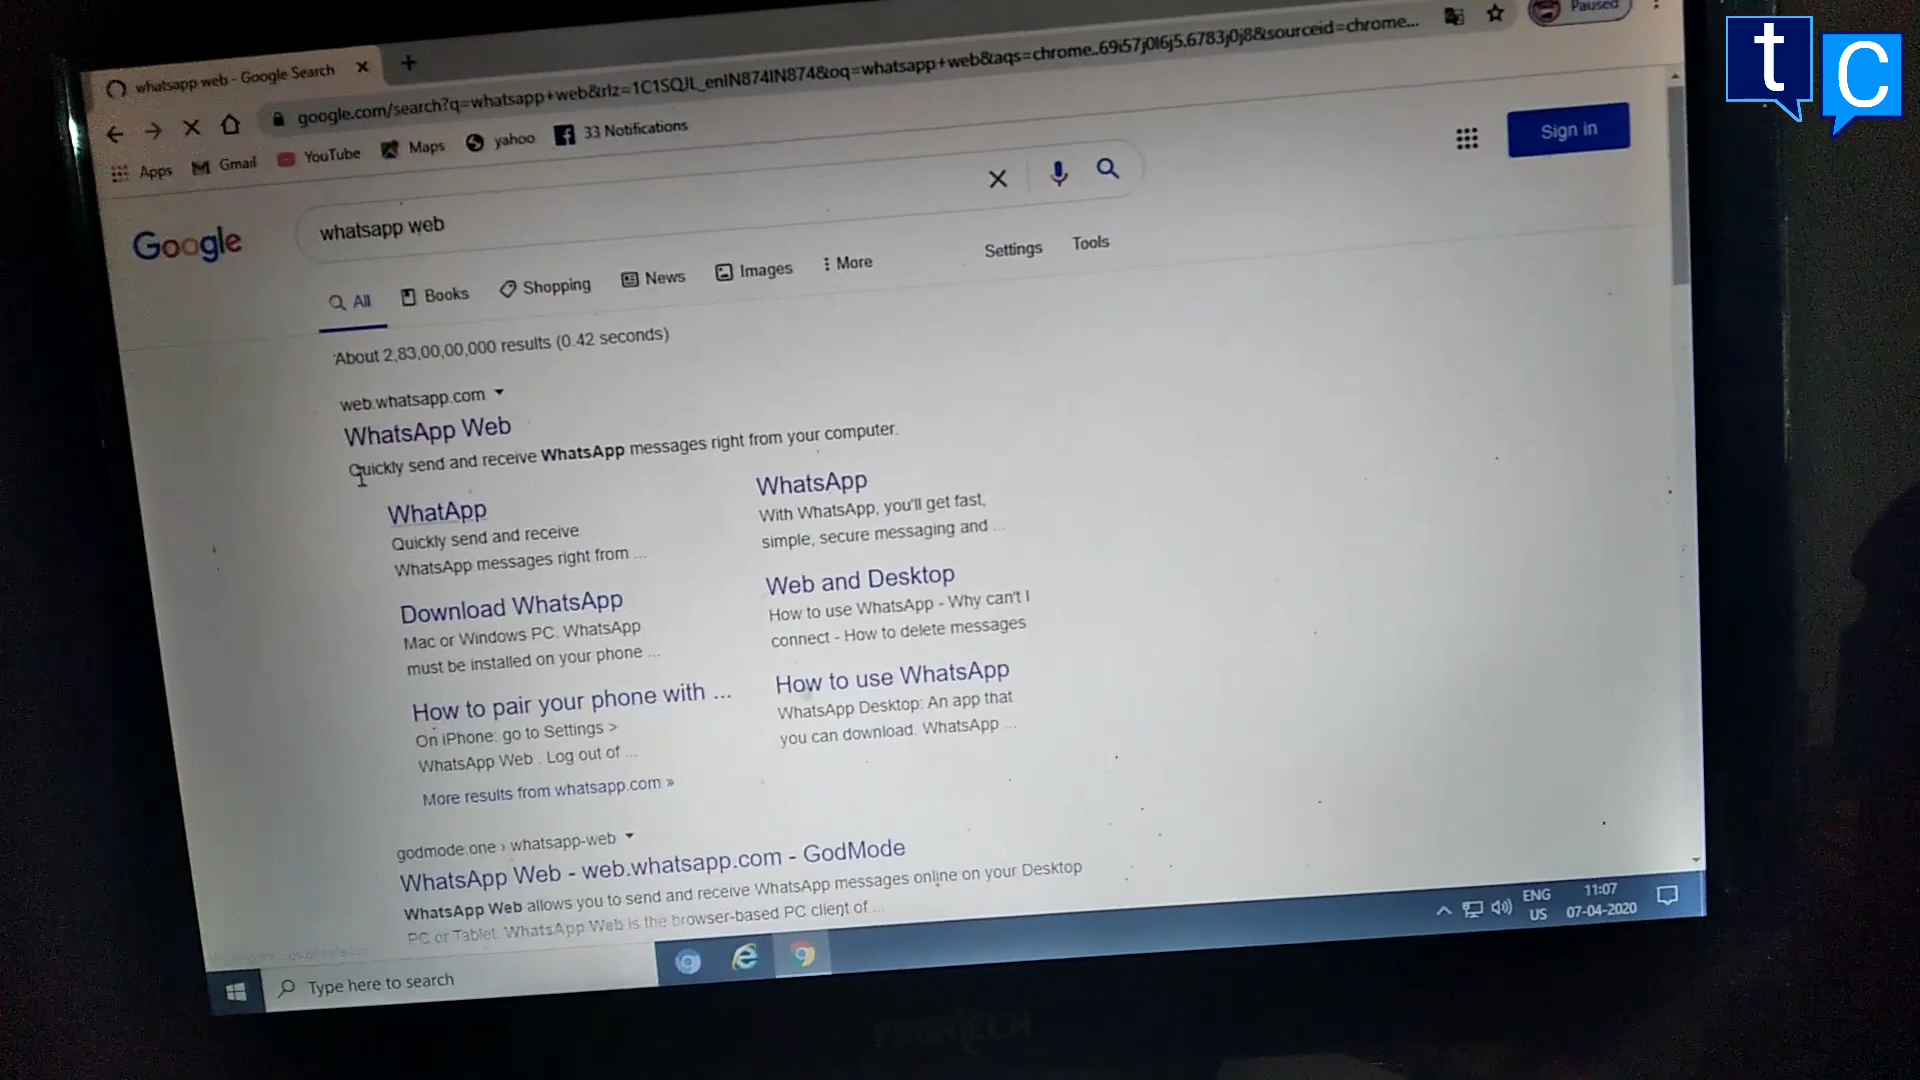 whatsapp web - Google Search
google.com/search?q=whatsapp+web&rlz=1C1SQJL_enIN874IN874&oq=whatsapp+web&aqs=chrome..69i57j0l6j5.6783j0j8&sourceid=chrome...
Paused
Apps Gmail YouTube Maps yahoo 33 Notifications
Sign in
Google
whatsapp web
All Books Shopping News Images More Settings Tools
About 2,83,00,00,000 results (0.42 seconds)
web.whatsapp.com
WhatsApp Web
Quickly send and receive WhatsApp messages right from your computer.
WhatApp
Quickly send and receive
WhatsApp messages right from ...
WhatsApp
With WhatsApp, you'll get fast,
simple, secure messaging and ...
Download WhatsApp
Mac or Windows PC. WhatsApp
must be installed on your phone ...
Web and Desktop
How to use WhatsApp - Why can't I
connect - How to delete messages
How to pair your phone with ...
On iPhone: go to Settings >
WhatsApp Web . Log out of ...
How to use WhatsApp
WhatsApp Desktop: An app that
you can download. WhatsApp ...
More results from whatsapp.com »
godmode.one › whatsapp-web
WhatsApp Web - web.whatsapp.com - GodMode
WhatsApp Web allows you to send and receive WhatsApp messages online on your Desktop
PC or Tablet. WhatsApp Web is the browser-based PC client of ...
Type here to search
ENG
US
11:07
07-04-2020
FRONTECH
t C